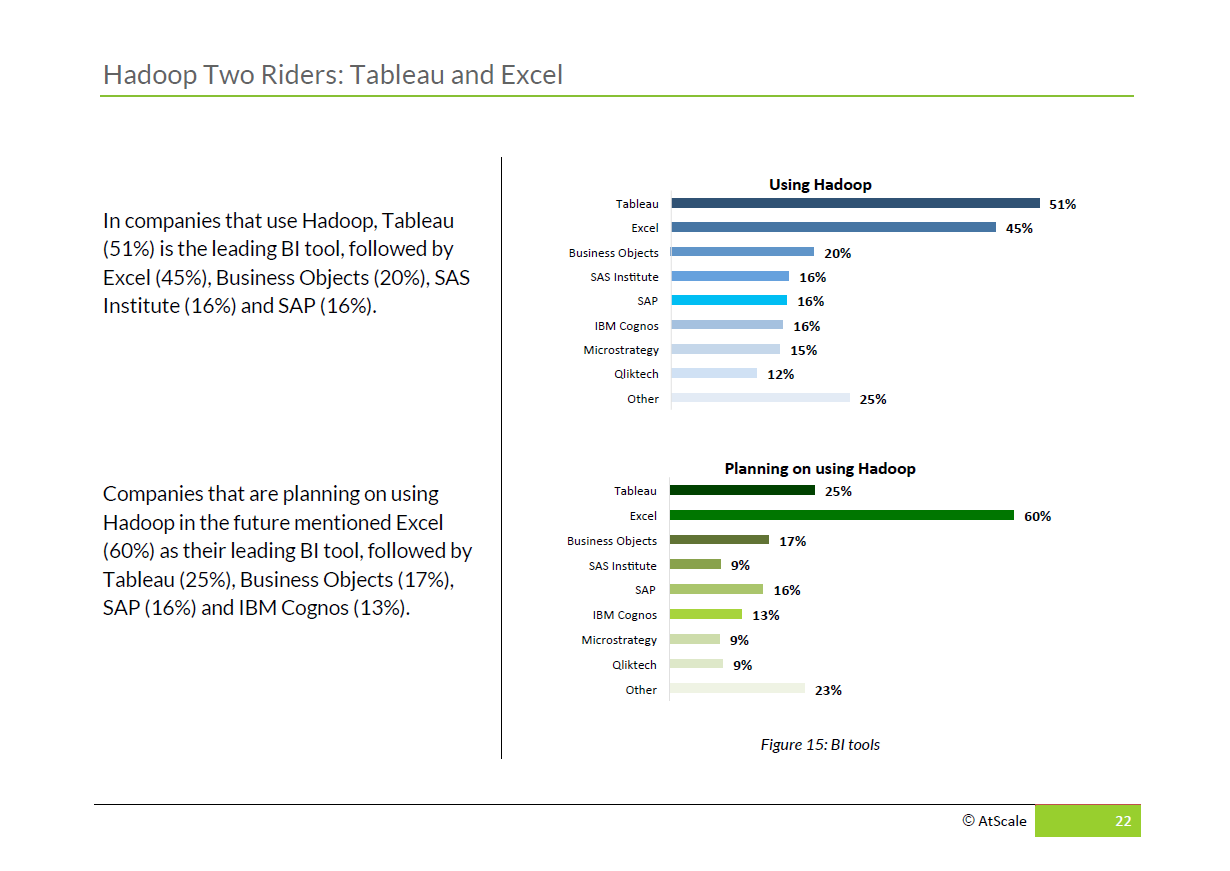 Hadoop Two Riders: Tableau and Excel
In companies that use Hadoop, Tableau
(51%) is the leading BI tool, followed by
Excel (45%), Business Objects (20%), SAS
Institute (16%) and SAP (16%).
Using Hadoop
Tableau 51%
Excel 45%
Business Objects 20%
SAS Institute 16%
SAP 16%
IBM Cognos 16%
Microstrategy 15%
Qliktech 12%
Other 25%
Companies that are planning on using
Hadoop in the future mentioned Excel
(60%) as their leading BI tool, followed by
Tableau (25%), Business Objects (17%),
SAP (16%) and IBM Cognos (13%).
Planning on using Hadoop
Tableau 25%
Excel 60%
Business Objects 17%
SAS Institute 9%
SAP 16%
IBM Cognos 13%
Microstrategy 9%
Qliktech 9%
Other 23%
Figure 15: BI tools
© AtScale 22